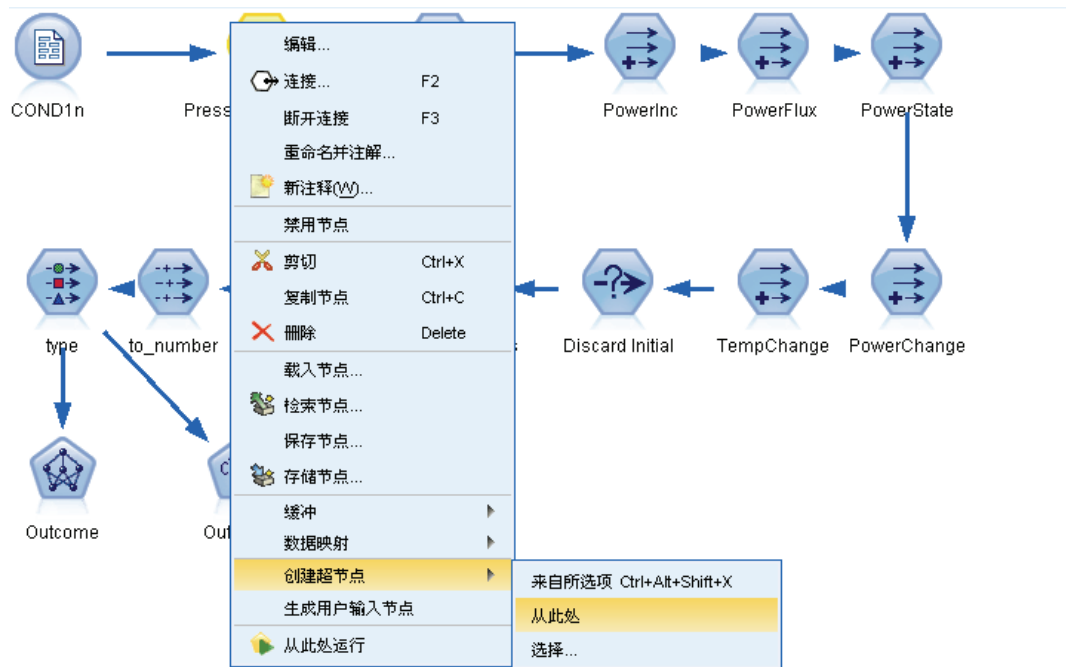 编辑...
连接... F2
COND1n Press PowerInc PowerFlux PowerState
断开连接 F3
重命名并注解...
新注释(W)...
禁用节点
剪切 Ctrl+X
复制节点 Ctrl+C
删除 Delete
type to_number s Discard Initial TempChange PowerChange
载入节点...
检索节点...
保存节点...
存储节点...
缓冲
Outcome Out
数据映射
创建超节点
来自所选项 Ctrl+Alt+Shift+X
生成用户输入节点
从此处
从此处运行
选择...